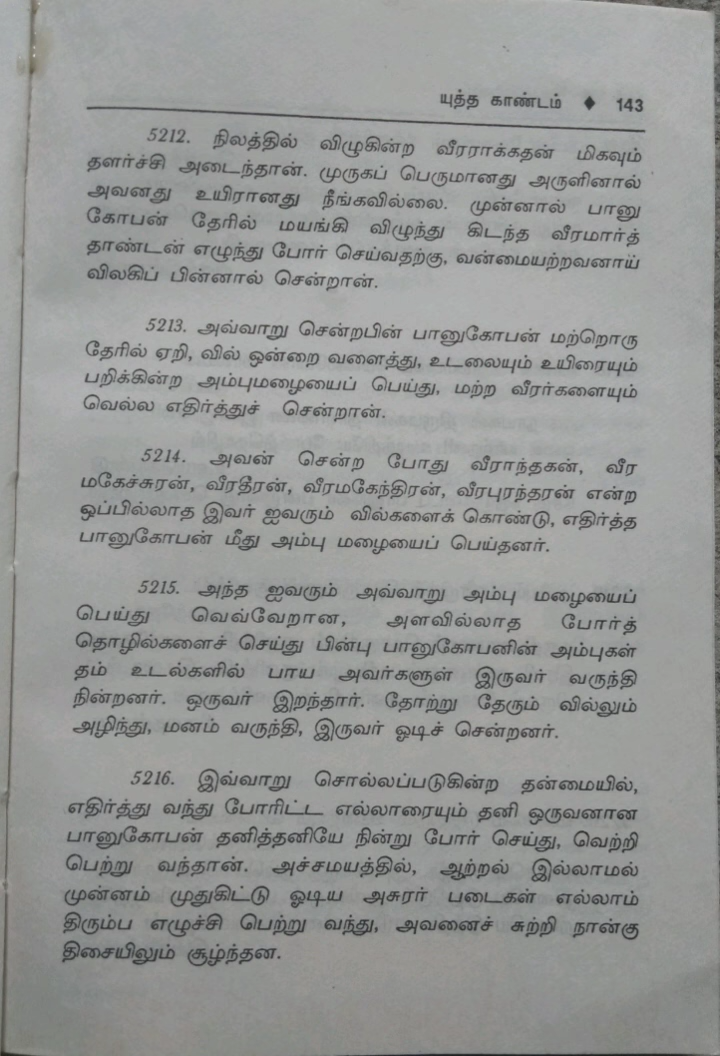 யுத்த காண்டம் ◆ 143
5212. நிலத்தில் விழுகின்ற வீரராக்கதன் மிகவும்
தளர்ச்சி அடைந்தான். முருகப் பெருமானது அருளினால்
அவனது உயிரானது நீங்கவில்லை. முன்னால் பானு
கோபன் தேரில் மயங்கி விழுந்து கிடந்த வீரமார்த்
தாண்டன் எழுந்து போர் செய்வதற்கு, வன்மையற்றவனாய்
விலகிப் பின்னால் சென்றான்.
5213. அவ்வாறு சென்றபின் பானுகோபன் மற்றொரு
தேரில் ஏறி, வில் ஒன்றை வளைத்து, உடலையும் உயிரையும்
பறிக்கின்ற அம்புமழையைப் பெய்து, மற்ற வீரர்களையும்
வெல்ல எதிர்த்துச் சென்றான்.
5214. அவன் சென்ற போது வீராந்தகன், வீர
மகேச்சுரன், வீரதீரன், வீரமகேந்திரன், வீரபுரந்தரன் என்ற
ஒப்பில்லாத இவர் ஐவரும் வில்களைக் கொண்டு, எதிர்த்த
பானுகோபன் மீது அம்பு மழையைப் பெய்தனர்.
5215. அந்த ஐவரும் அவ்வாறு அம்பு மழையைப்
பெய்து வெவ்வேறான, அளவில்லாத போர்த்
தொழில்களைச் செய்து பின்பு பானுகோபனின் அம்புகள்
தம் உடல்களில் பாய அவர்களுள் இருவர் வருந்தி
நின்றனர். ஒருவர் இறந்தார். தோற்று தேரும் வில்லும்
அழிந்து, மனம் வருந்தி, இருவர் ஓடிச் சென்றனர்.
5216. இவ்வாறு சொல்லப்படுகின்ற தன்மையில்,
எதிர்த்து வந்து போரிட்ட எல்லாரையும் தனி ஒருவனான
பானுகோபன் தனித்தனியே நின்று போர் செய்து, வெற்றி
பெற்று வந்தான். அச்சமயத்தில், ஆற்றல் இல்லாமல்
முன்னம் முதுகிட்டு ஓடிய அசுரர் படைகள் எல்லாம்
திரும்ப எழுச்சி பெற்று வந்து, அவனைச் சுற்றி நான்கு
திசையிலும் சூழ்ந்தன.